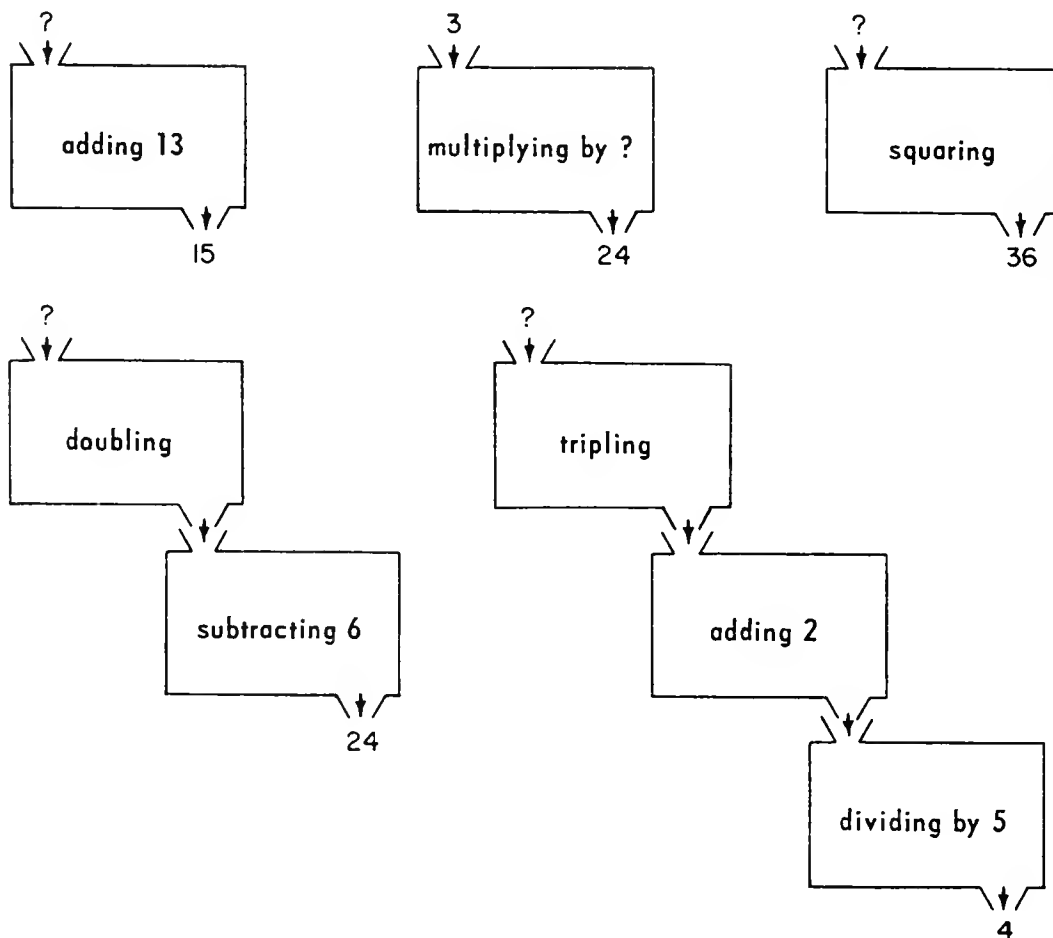 ?
3
?
adding 13
multiplying by ?
squaring
15
24
36
?
?
doubling
tripling
subtracting 6
adding 2
24
dividing by 5
4